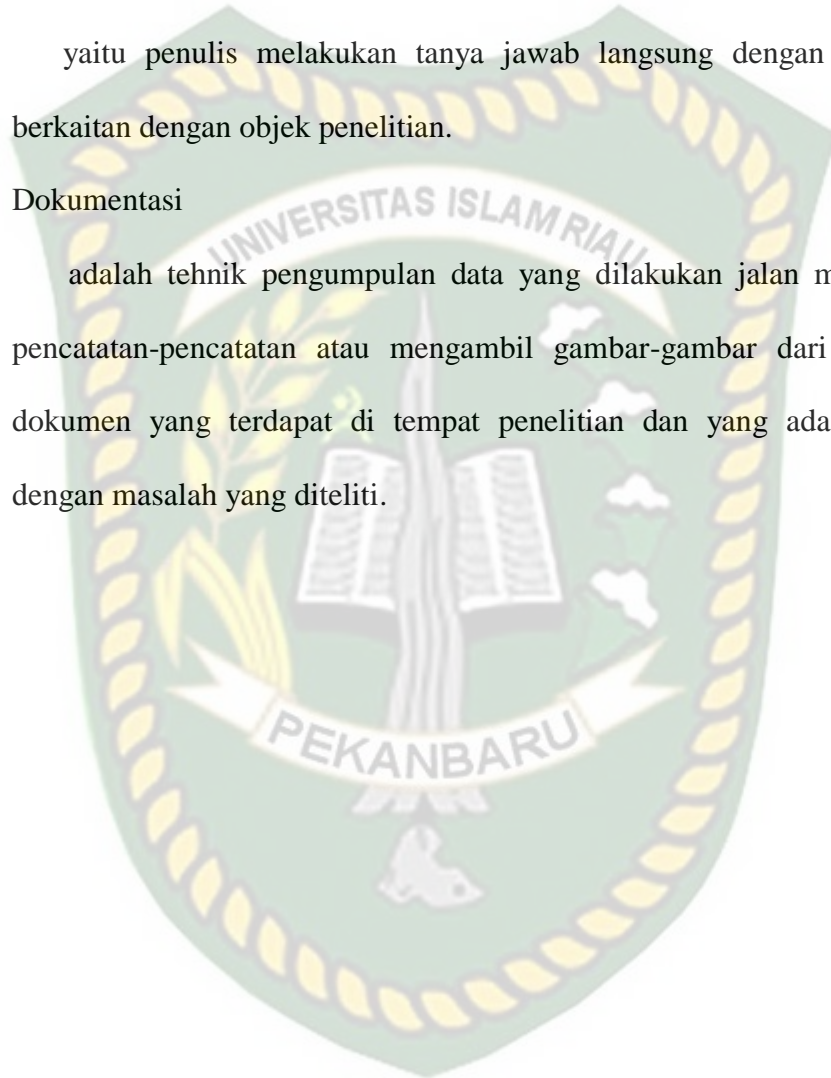 yaitu penulis melakukan tanya jawab langsung dengan
berkaitan dengan objek penelitian.
Dokumentasi
UNIVERSITAS ISLAM RIAU
adalah tehnik pengumpulan data yang dilakukan jalan m
pencatatan-pencatatan atau mengambil gambar-gambar dari
dokumen yang terdapat di tempat penelitian dan yang ada
dengan masalah yang diteliti.
PEKANBARU